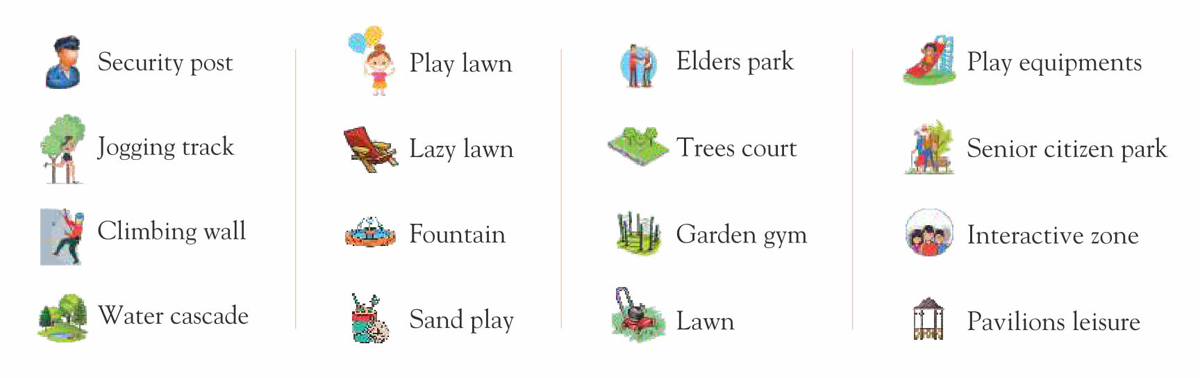 Security post
Jogging track
Climbing wall
Water cascade
Play lawn
Lazy lawn
Fountain
Sand play
Elders park
Trees court
Garden gym
Lawn
Play equipments
Senior citizen park
Interactive zone
Pavilions leisure